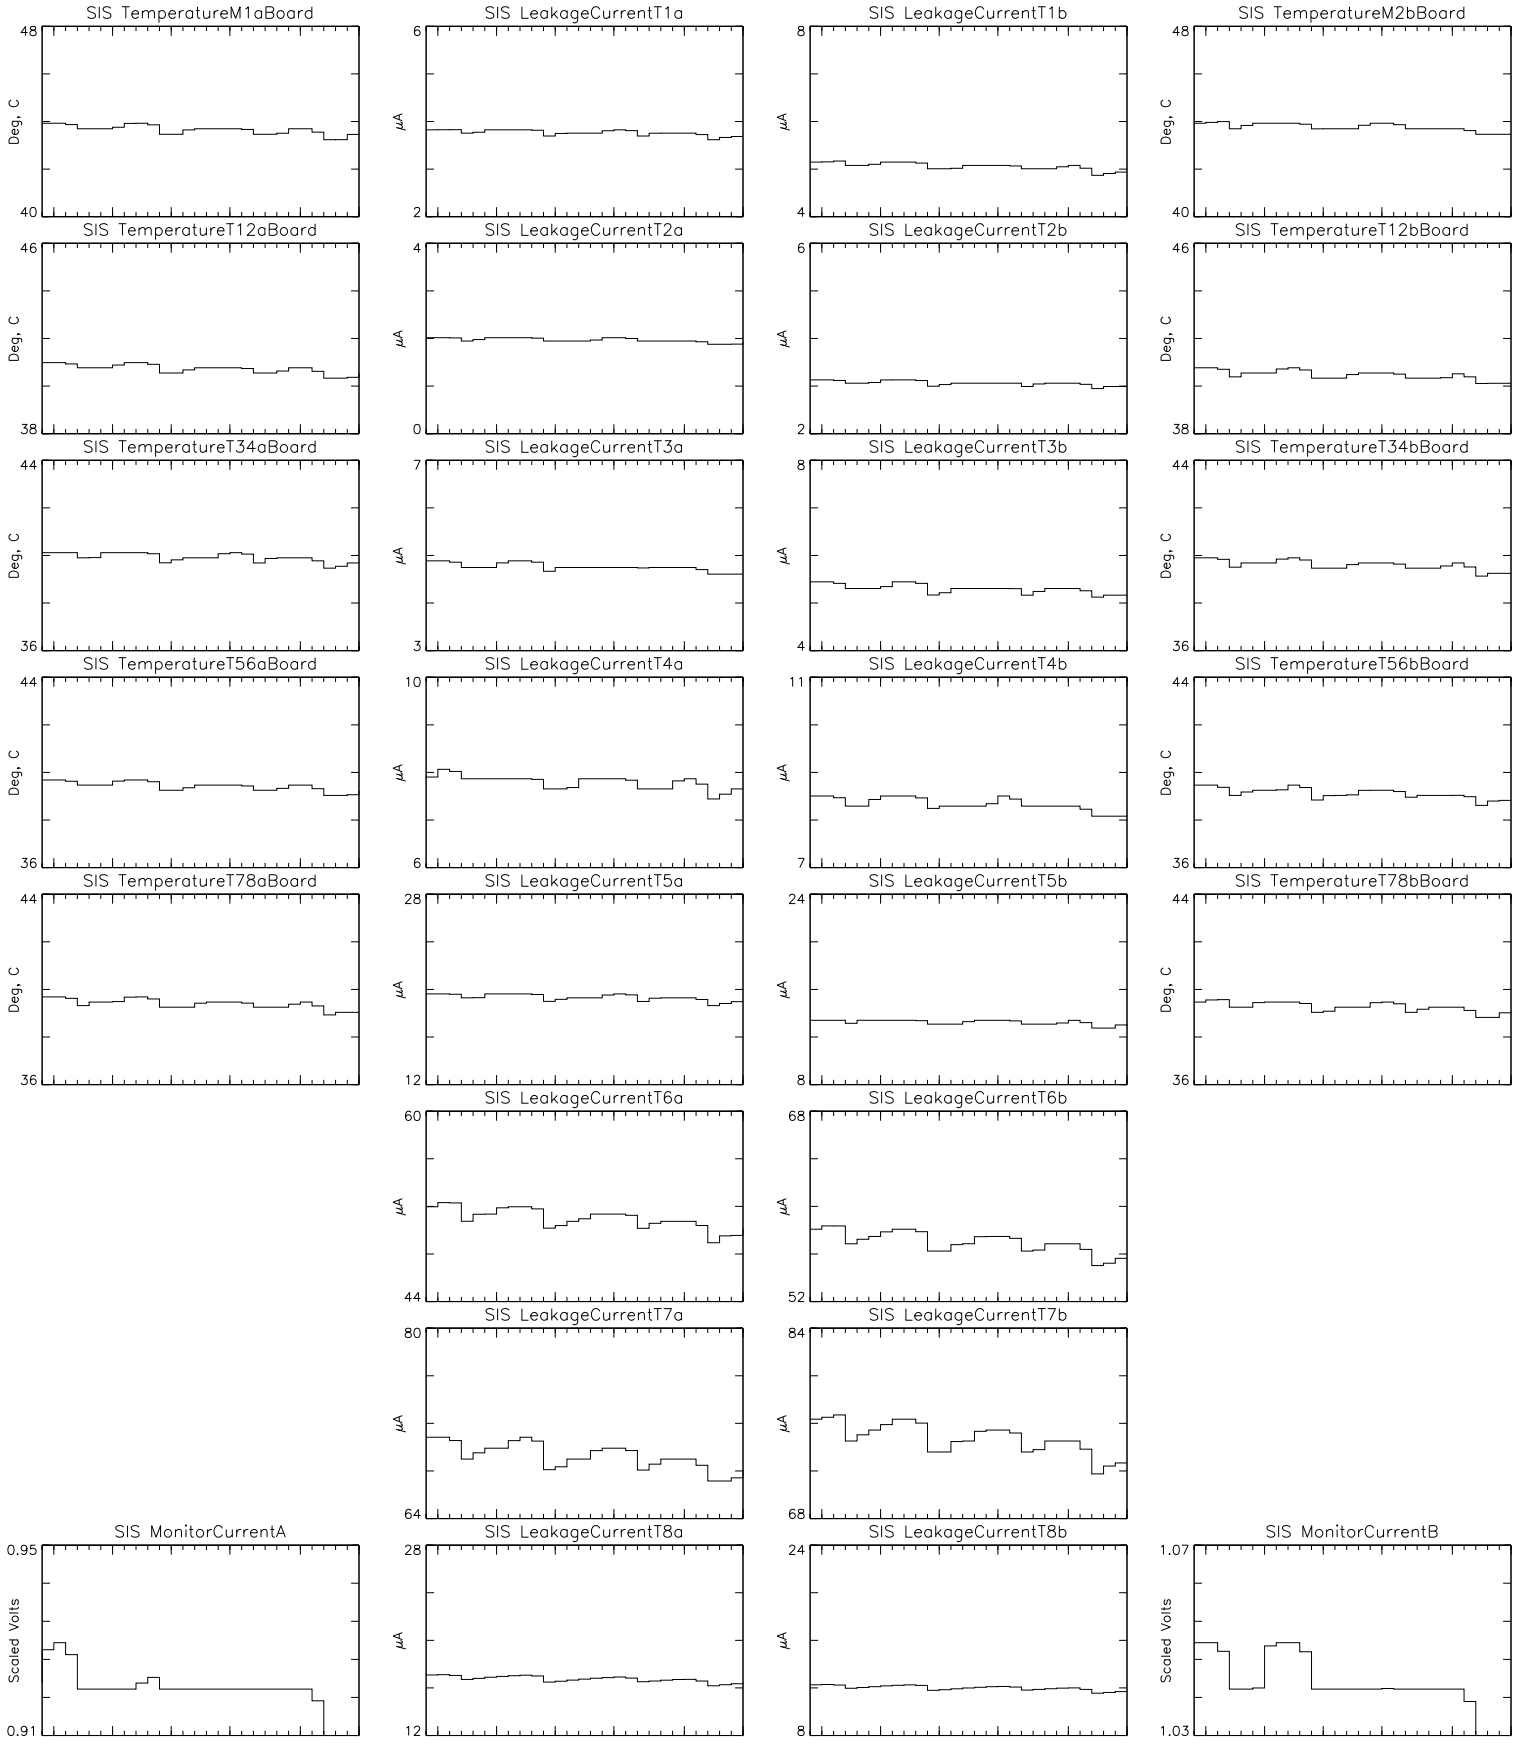 SIS TemperatureM1aBoard
48
Deg, C
40
SIS LeakageCurrentT1a
6
μA
2
SIS LeakageCurrentT1b
8
μA
4
SIS TemperatureM2bBoard
48
Deg, C
40
SIS TemperatureT12aBoard
46
Deg, C
38
SIS LeakageCurrentT2a
4
μA
0
SIS LeakageCurrentT2b
6
μA
2
SIS TemperatureT12bBoard
46
Deg, C
38
SIS TemperatureT34aBoard
44
Deg, C
36
SIS LeakageCurrentT3a
7
μA
3
SIS LeakageCurrentT3b
8
μA
4
SIS TemperatureT34bBoard
44
Deg, C
36
SIS TemperatureT56aBoard
44
Deg, C
36
SIS LeakageCurrentT4a
10
μA
6
SIS LeakageCurrentT4b
11
μA
7
SIS TemperatureT56bBoard
44
Deg, C
36
SIS TemperatureT78aBoard
44
Deg, C
36
SIS LeakageCurrentT5a
28
μA
12
SIS LeakageCurrentT5b
24
μA
8
SIS TemperatureT78bBoard
44
Deg, C
36
SIS LeakageCurrentT6a
60
μA
44
SIS LeakageCurrentT6b
68
μA
52
SIS LeakageCurrentT7a
80
μA
64
SIS LeakageCurrentT7b
84
μA
68
SIS MonitorCurrentA
0.95
Scaled Volts
0.91
SIS LeakageCurrentT8a
28
μA
12
SIS LeakageCurrentT8b
24
μA
8
SIS MonitorCurrentB
1.07
Scaled Volts
1.03